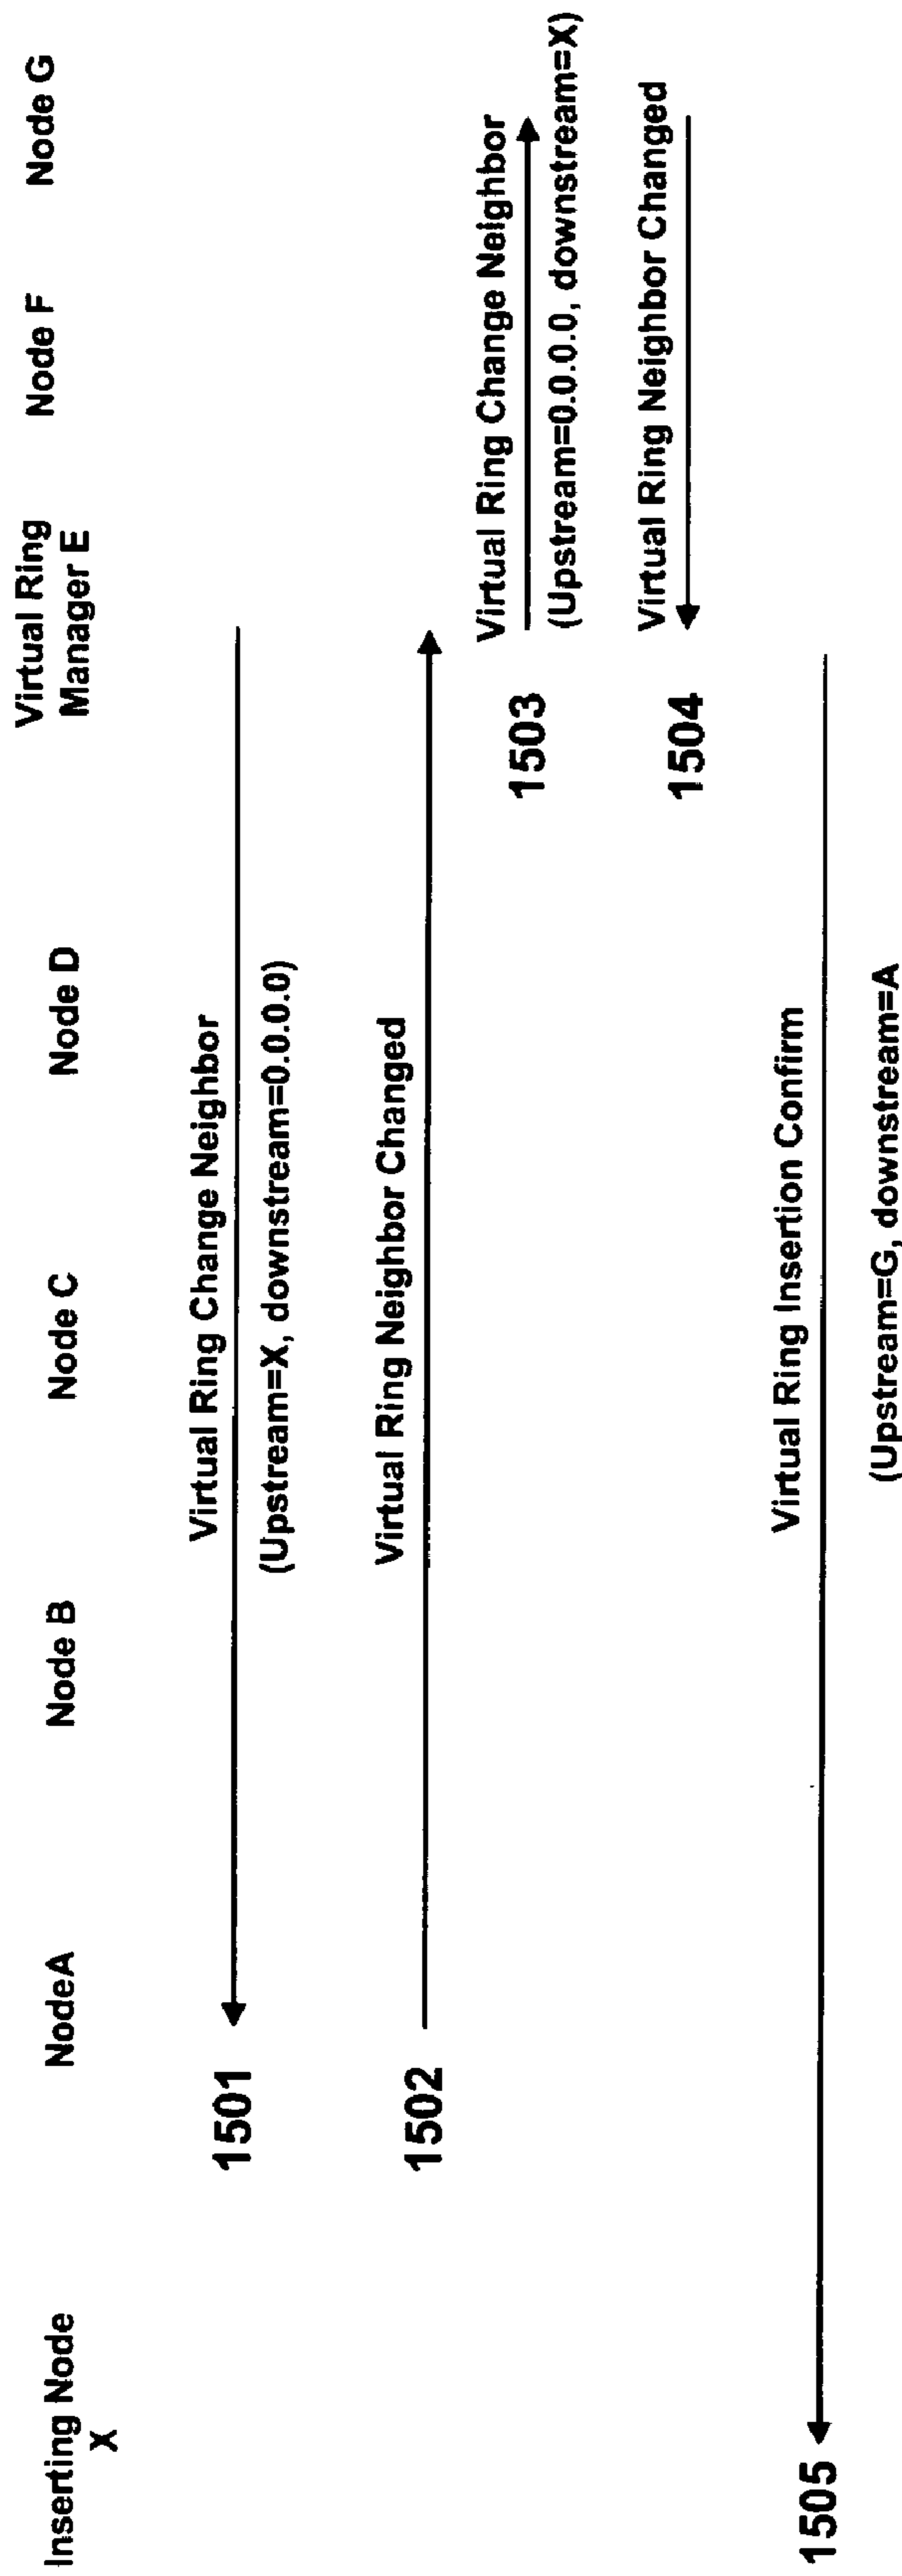 Inserting Node
X
NodeA
Node B
Node C
Node D
Virtual Ring
Manager E
Node F
Node G
1501
Virtual Ring Change Neighbor
(Upstream=X, downstream=0.0.0.0)
1502
Virtual Ring Neighbor Changed
1503
Virtual Ring Change Neighbor
(Upstream=0.0.0.0, downstream=X)
1504
Virtual Ring Neighbor Changed
1505
Virtual Ring Insertion Confirm
(Upstream=G, downstream=A